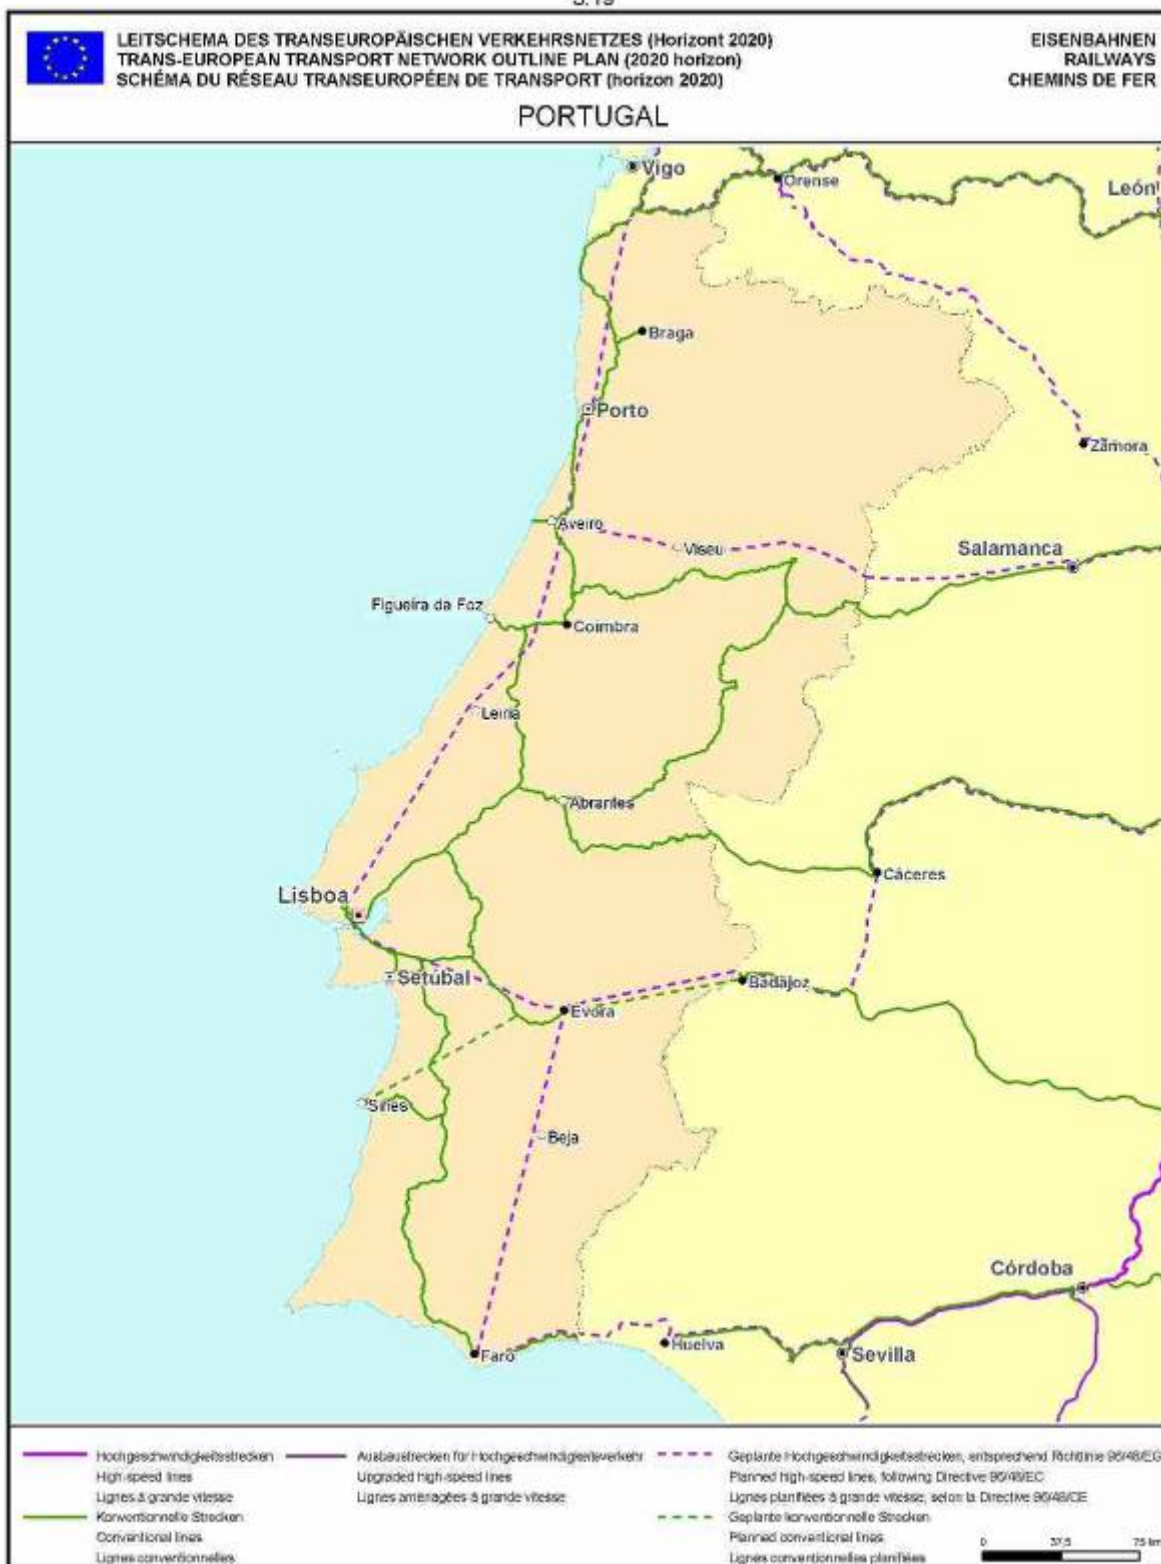 LEITSCHEMA DES TRANSEUROPÄISCHEN VERKEHRSNETZES (Horizont 2020)
TRANS-EUROPEAN TRANSPORT NETWORK OUTLINE PLAN (2020 horizon)
SCHÉMA DU RÉSEAU TRANSEUROPÉEN DE TRANSPORT (horizon 2020)
EISENBAHNEN
RAILWAYS
CHEMINS DE FER
PORTUGAL
Vigo
Orense
León
Braga
Porto
Zamora
Aveiro
Viseu
Salamanca
Figueira da Foz
Coimbra
Leiria
Abrantes
Cáceres
Lisboa
Setúbal
Badajoz
Evora
Sines
Beja
Córdoba
Faro
Huelva
Sevilla
Hochgeschwindigkeitsstrecken
High-speed lines
Lignes à grande vitesse
Konventionelle Strecken
Conventional lines
Lignes conventionnelles
Ausbaustrecken für Hochgeschwindigkeitsverkehr
Upgraded high-speed lines
Lignes aménagées à grande vitesse
Geplante Hochgeschwindigkeitsstrecken, entsprechend Richtlinie 96/48/EG
Planned high-speed lines, following Directive 96/48/EC
Lignes planifiées à grande vitesse, selon la Directive 96/48/CE
Geplante konventionelle Strecken
Planned conventional lines
Lignes conventionnelles planifiées
0 37,5 75 km